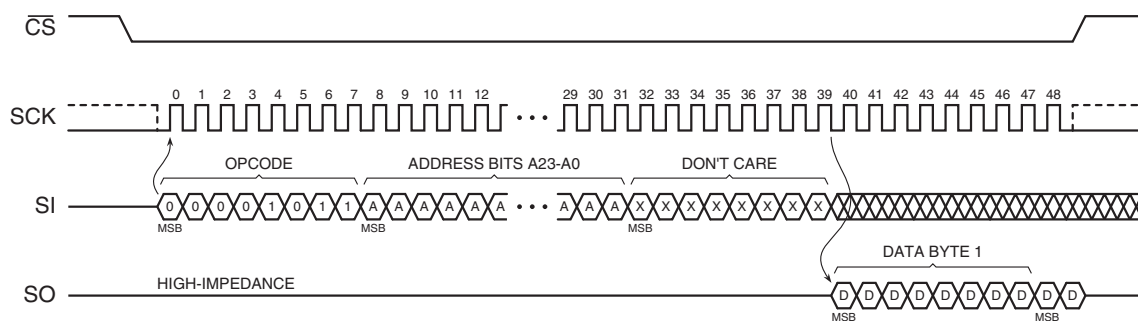 CS
SCK
0 1 2 3 4 5 6 7 8 9 10 11 12 29 30 31 32 33 34 35 36 37 38 39 40 41 42 43 44 45 46 47 48
OPCODE ADDRESS BITS A23-A0 DON'T CARE
SI
0 0 0 0 1 0 1 1 A A A A A A A A A X X X X X X X X
MSB MSB MSB
DATA BYTE 1
SO
HIGH-IMPEDANCE
D D D D D D D D D D
MSB MSB